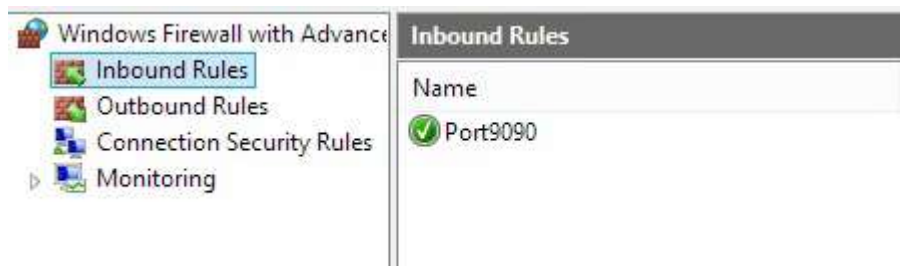 Windows Firewall with Advance
Inbound Rules
Outbound Rules
Connection Security Rules
Monitoring
Inbound Rules
Name
Port9090